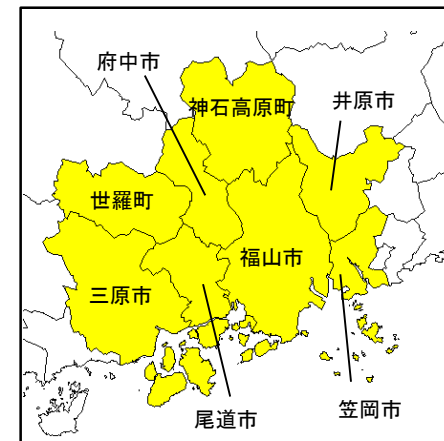 府中市
神石高原町
井原市
世羅町
福山市
三原市
尾道市
笠岡市